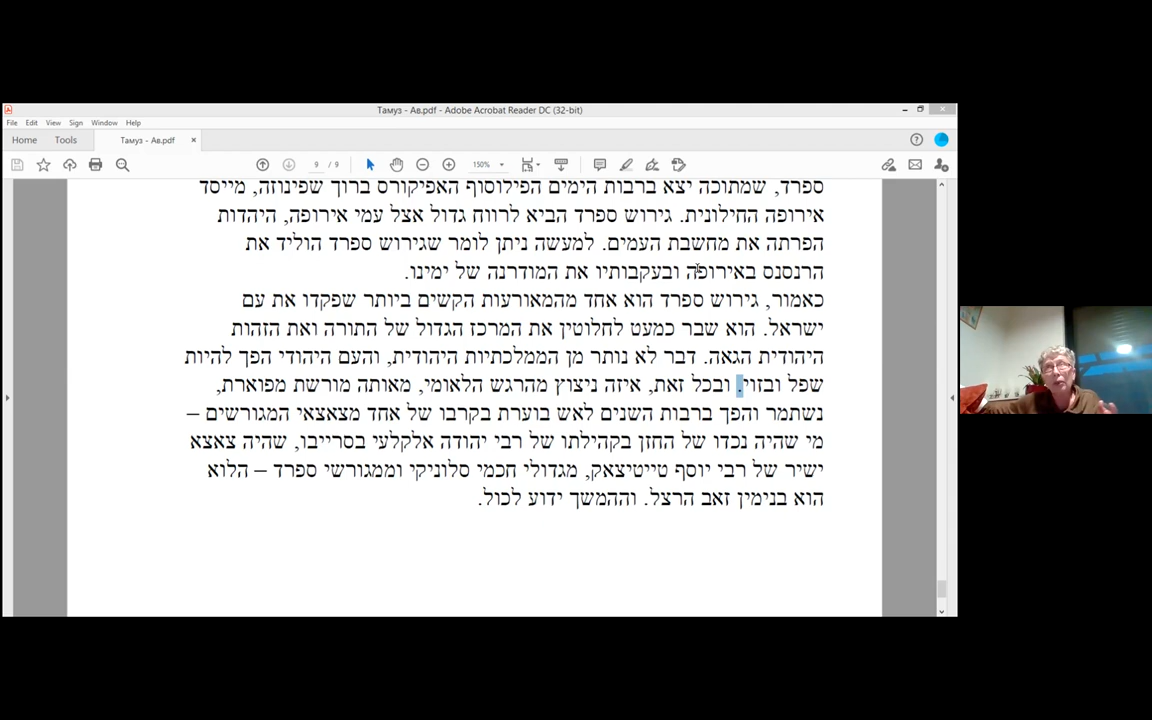 Тамуз - Ав.pdf - Adobe Acrobat Reader DC (32-bit)
File Edit View Sign Window Help
Home Tools Тамуз - Ав.pdf ×
9 / 9 150%
ספרד, שמתוכה יצא ברבות הימים הפילוסוף האפיקורס ברוך שפינוזה, מייסד
אירופה החילונית. גירוש ספרד הביא לרווח גדול אצל עמי אירופה, היהדות
הפרתה את מחשבת העמים. למעשה ניתן לומר שגירוש ספרד הוליד את
הרנסנס באירופה ובעקבותיו את המודרנה של ימינו.
כאמור, גירוש ספרד הוא אחד מהמאורעות הקשים ביותר שפקדו את עם
ישראל. הוא שבר כמעט לחלוטין את המרכז הגדול של התורה ואת הזהות
היהודית הגאה. דבר לא נותר מן הממלכתיות היהודית, והעם היהודי הפך להיות
שפל ובזוי. ובכל זאת, איזה ניצוץ מהרגש הלאומי, מאותה מורשת מפוארת,
נשתמר והפך ברבות השנים לאש בוערת בקרבו של אחד מצאצאי המגורשים –
מי שהיה נכדו של החזן בקהילתו של רבי יהודה אלקלעי בסרייבו, שהיה צאצא
ישיר של רבי יוסף טייטיצאק, מגדולי חכמי סלוניקי וממגורשי ספרד – הלוא
הוא בנימין זאב הרצל. וההמשך ידוע לכול.